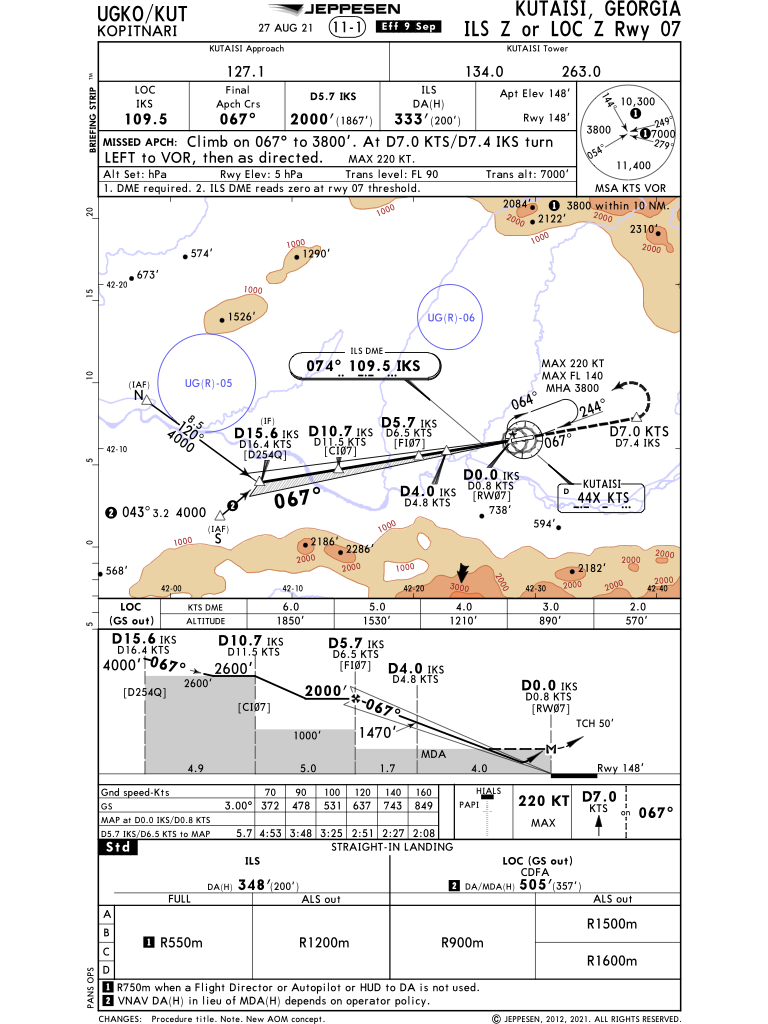 UGKO/KUT
KOPITNARI
JEPPESEN
27 AUG 21
11-1
Eff 9 Sep
KUTAISI, GEORGIA
ILS Z or LOC Z Rwy 07
BRIEFING STRIP ™
KUTAISI Approach
KUTAISI Tower
127.1
134.0 263.0
LOC
IKS
109.5
Final
Apch Crs
067°
D5.7 IKS
2000'(1867')
ILS
DA(H)
333'(200')
Apt Elev 148'
Rwy 148'
MISSED APCH: Climb on 067° to 3800'. At D7.0 KTS/D7.4 IKS turn
LEFT to VOR, then as directed. MAX 220 KT.
Alt Set: hPa Rwy Elev: 5 hPa Trans level: FL 90 Trans alt: 7000'
1. DME required. 2. ILS DME reads zero at rwy 07 threshold.
144°
10,300
1
249°
3800
1 7000
279°
054°
11,400
MSA KTS VOR
1 3800 within 10 NM.
20
15
10
5
0
5
1000
2084'
2000
2122'
1000
2000
2310'
2000
574'
673'
42-20
1000
1290'
1000
1526'
UG(R)-05
UG(R)-06
ILS DME
074° 109.5 IKS
MAX 220 KT
MAX FL 140
MHA 3800
064°
244°
067°
D7.0 KTS
D7.4 IKS
(IAF)
N
8.5
120°
4000
42-10
(IF)
D15.6 IKS
D16.4 KTS
[D254Q]
D10.7 IKS
D11.5 KTS
[CI07]
D5.7 IKS
D6.5 KTS
[FI07]
067°
D4.0 IKS
D4.8 KTS
D0.0 IKS
D0.8 KTS
[RW07]
KUTAISI
D 44X KTS
738'
594'
2 043° 3.2 4000
2
(IAF)
S
1000
2186'
2000
2286'
2000
1000
568'
3000
2182'
2000
2000
2000
42-00
42-10
42-20
42-30
42-40
LOC
(GS out)
KTS DME 6.0 5.0 4.0 3.0 2.0
ALTITUDE 1850' 1530' 1210' 890' 570'
D15.6 IKS
D16.4 KTS
4000'
067°
2600'
[D254Q]
D10.7 IKS
D11.5 KTS
2600'
[CI07]
D5.7 IKS
D6.5 KTS
[FI07]
2000'
067°
D4.0 IKS
D4.8 KTS
1000'
1470'
MDA
D0.0 IKS
D0.8 KTS
[RW07]
TCH 50'
M
Rwy 148'
4.9 5.0 1.7 4.0
Gnd speed-Kts 70 90 100 120 140 160
GS 3.00° 372 478 531 637 743 849
MAP at D0.0 IKS/D0.8 KTS
D5.7 IKS/D6.5 KTS to MAP 5.7 4:53 3:48 3:25 2:51 2:27 2:08
HIALS
PAPI
220 KT
MAX
D7.0
KTS
on
067°
Std
STRAIGHT-IN LANDING
ILS
LOC (GS out)
CDFA
DA(H) 348'(200')
2 DA/MDA(H) 505'(357')
FULL
ALS out
ALS out
A
B
C
D
1 R550m
R1200m
R900m
R1500m
R1600m
PANS OPS
1 R750m when a Flight Director or Autopilot or HUD to DA is not used.
2 VNAV DA(H) in lieu of MDA(H) depends on operator policy.
CHANGES: Procedure title. Note. New AOM concept.
© JEPPESEN, 2012, 2021. ALL RIGHTS RESERVED.